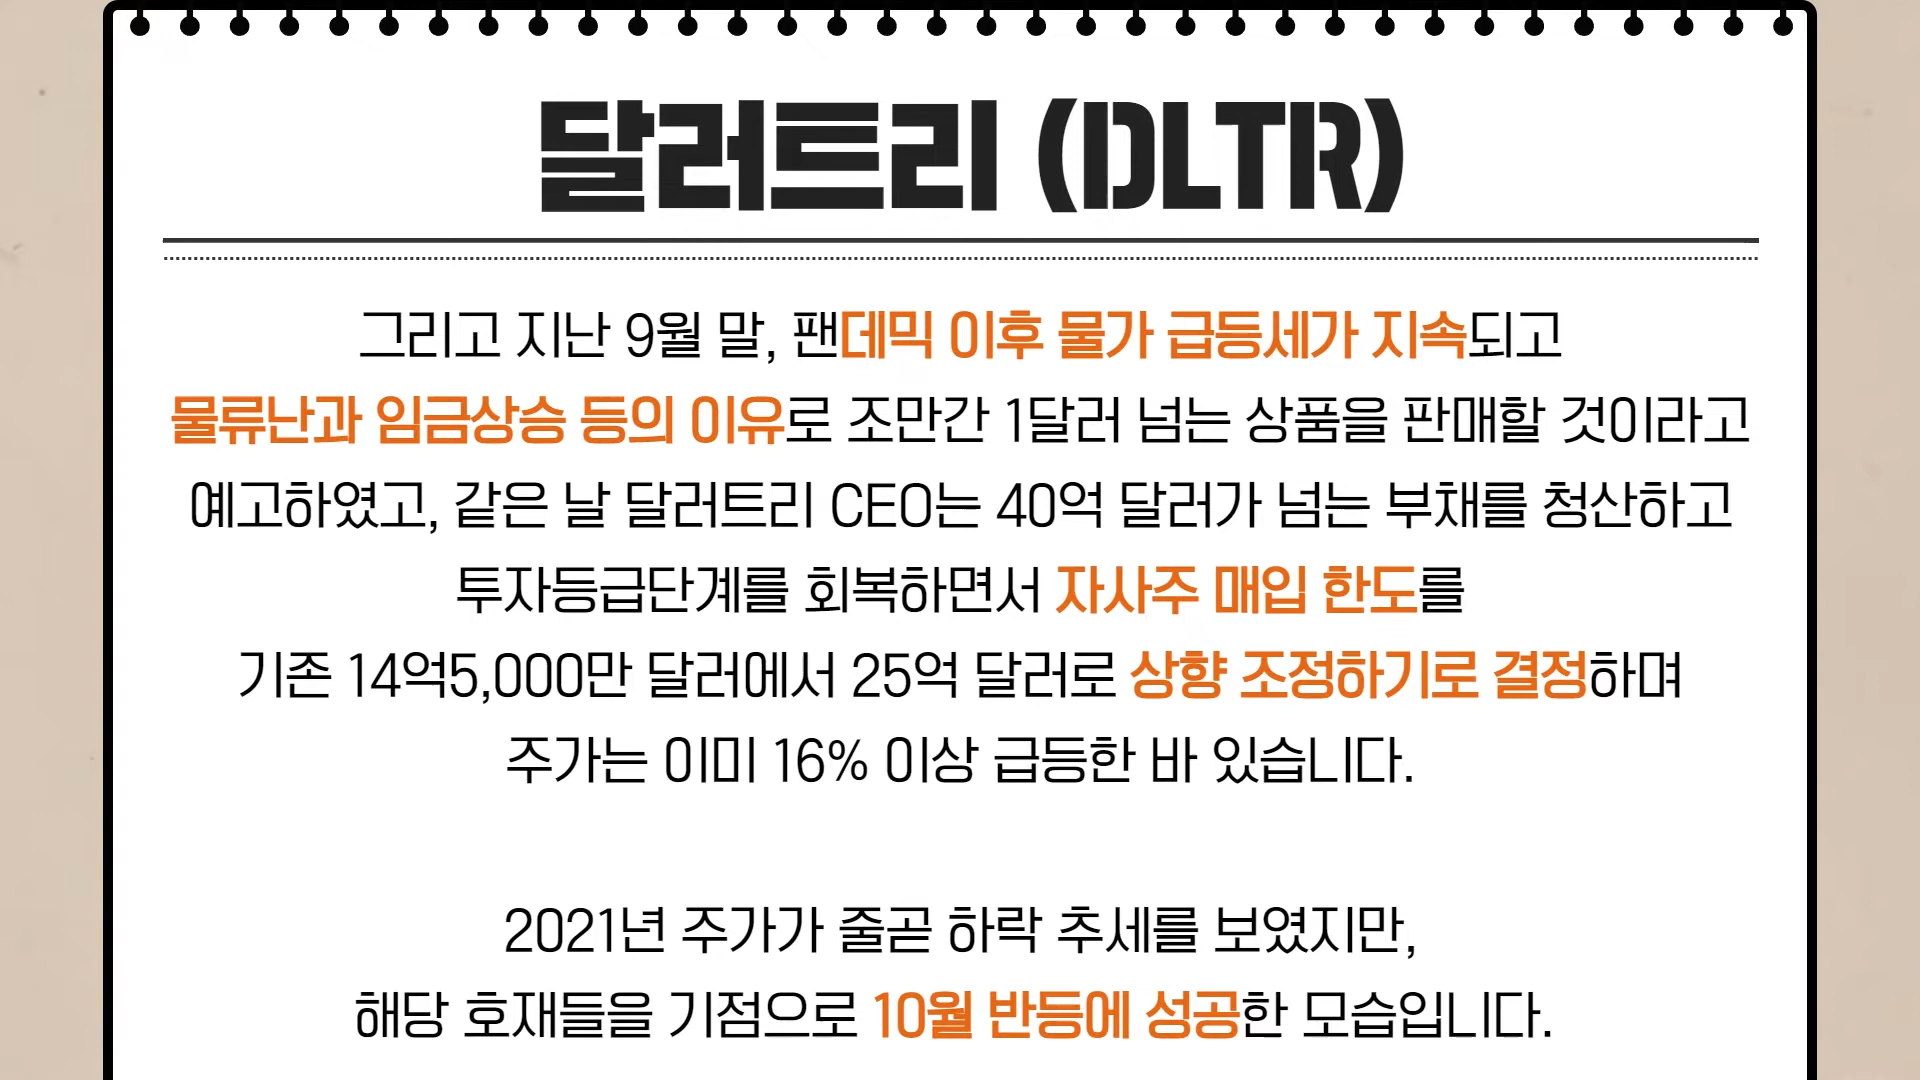 달러트리 (DLTR)
그리고 지난 9월 말, 팬데믹 이후 물가 급등세가 지속되고
물류난과 임금상승 등의 이유로 조만간 1달러 넘는 상품을 판매할 것이라고
예고하였고, 같은 날 달러트리 CEO는 40억 달러가 넘는 부채를 청산하고
투자등급단계를 회복하면서 자사주 매입 한도를
기존 14억5,000만 달러에서 25억 달러로 상향 조정하기로 결정하며
주가는 이미 16% 이상 급등한 바 있습니다.
2021년 주가가 줄곧 하락 추세를 보였지만,
해당 호재들을 기점으로 10월 반등에 성공한 모습입니다.